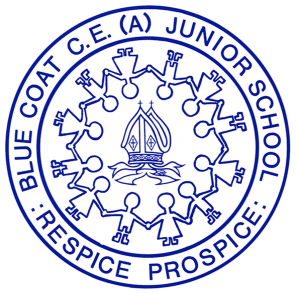 BLUE COAT C.E. (A) JUNIOR SCHOOL
: RESPICE PROSPICE :